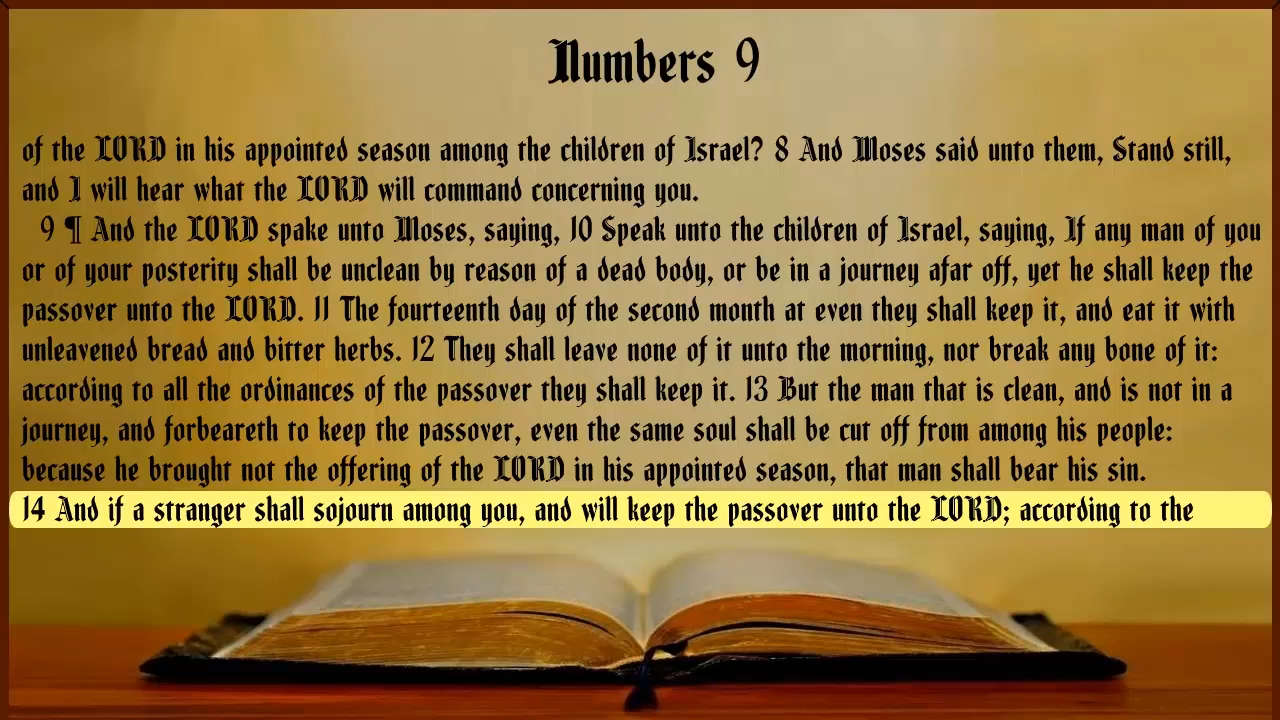 Numbers 9
of the LORD in his appointed season among the children of Israel? 8 And Moses said unto them, Stand still,
and I will hear what the LORD will command concerning you.
9 ¶ And the LORD spake unto Moses, saying, 10 Speak unto the children of Israel, saying, If any man of you
or of your posterity shall be unclean by reason of a dead body, or be in a journey afar off, yet he shall keep the
passover unto the LORD. 11 The fourteenth day of the second month at even they shall keep it, and eat it with
unleavened bread and bitter herbs. 12 They shall leave none of it unto the morning, nor break any bone of it:
according to all the ordinances of the passover they shall keep it. 13 But the man that is clean, and is not in a
journey, and forbeareth to keep the passover, even the same soul shall be cut off from among his people:
because he brought not the offering of the LORD in his appointed season, that man shall bear his sin.
14 And if a stranger shall sojourn among you, and will keep the passover unto the LORD; according to the